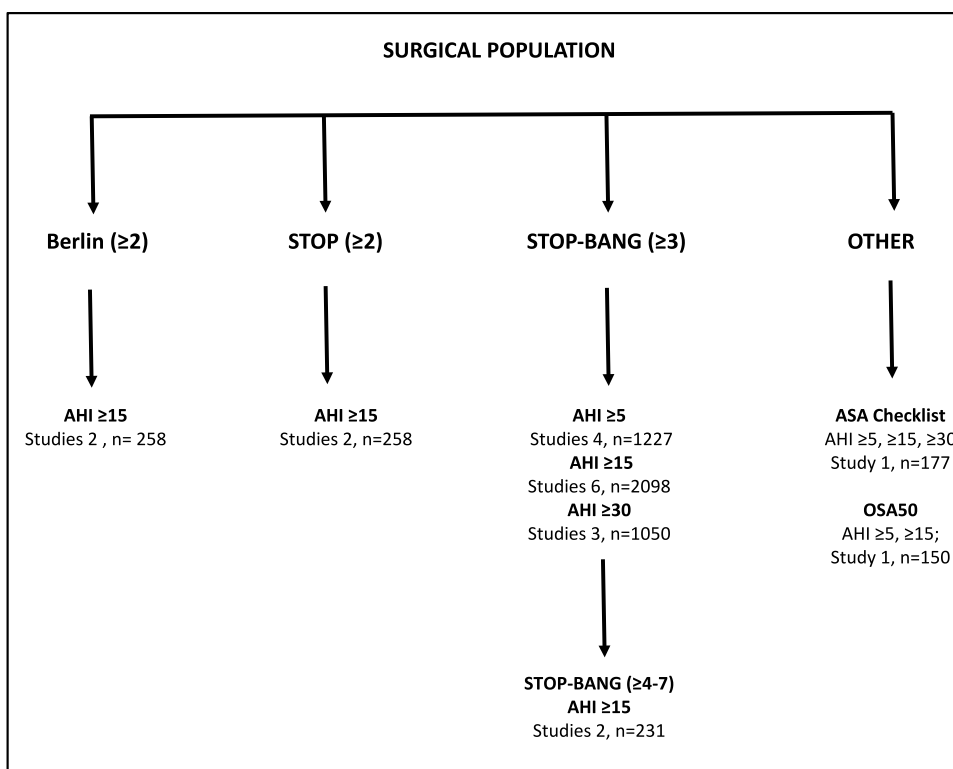 SURGICAL POPULATION
Berlin (≥2)
STOP (≥2)
STOP-BANG (≥3)
OTHER
AHI ≥15
Studies 2 , n= 258
AHI ≥15
Studies 2, n=258
AHI ≥5
Studies 4, n=1227
AHI ≥15
Studies 6, n=2098
AHI ≥30
Studies 3, n=1050
ASA Checklist
AHI ≥5, ≥15, ≥30
Study 1, n=177
OSA50
AHI ≥5, ≥15;
Study 1, n=150
STOP-BANG (≥4-7)
AHI ≥15
Studies 2, n=231